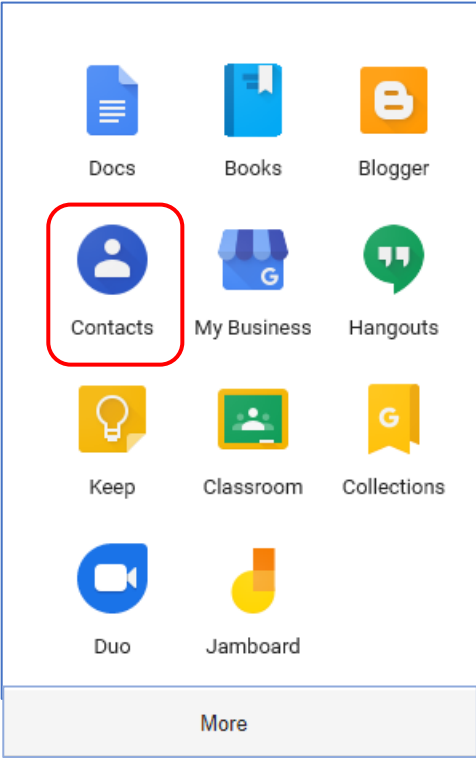 Docs Books Blogger
G
Contacts My Business Hangouts
G
Keep Classroom Collections
Duo Jamboard
More